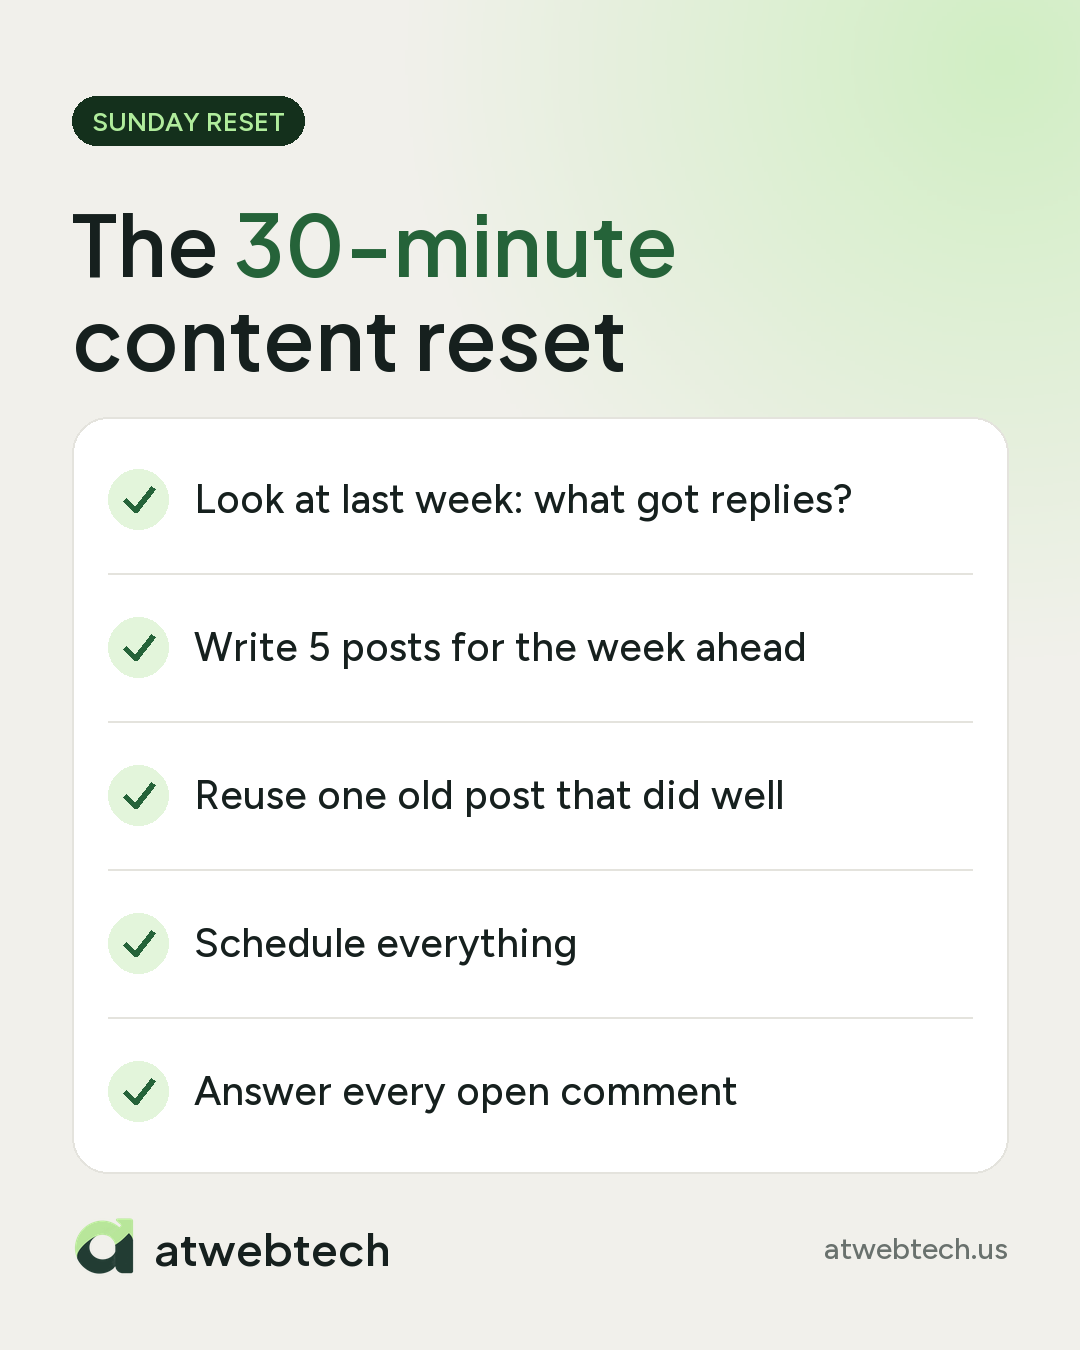 SUNDAY RESET
The 30-minute
content reset
Look at last week: what got replies?
Write 5 posts for the week ahead
Reuse one old post that did well
Schedule everything
Answer every open comment
atwebtech
atwebtech.us